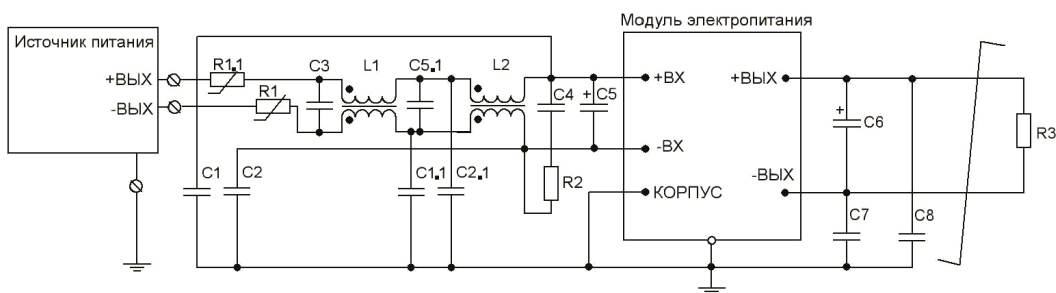 Модуль электропитания
Источник питания
+ВЫХ
-ВЫХ
R1.1
R1
C3
L1
C5.1
L2
C4
+
C5
+ВХ
-ВХ
КОРПУС
+ВЫХ
-ВЫХ
+
C6
R3
C1
C2
C1.1
C2.1
R2
C7
C8